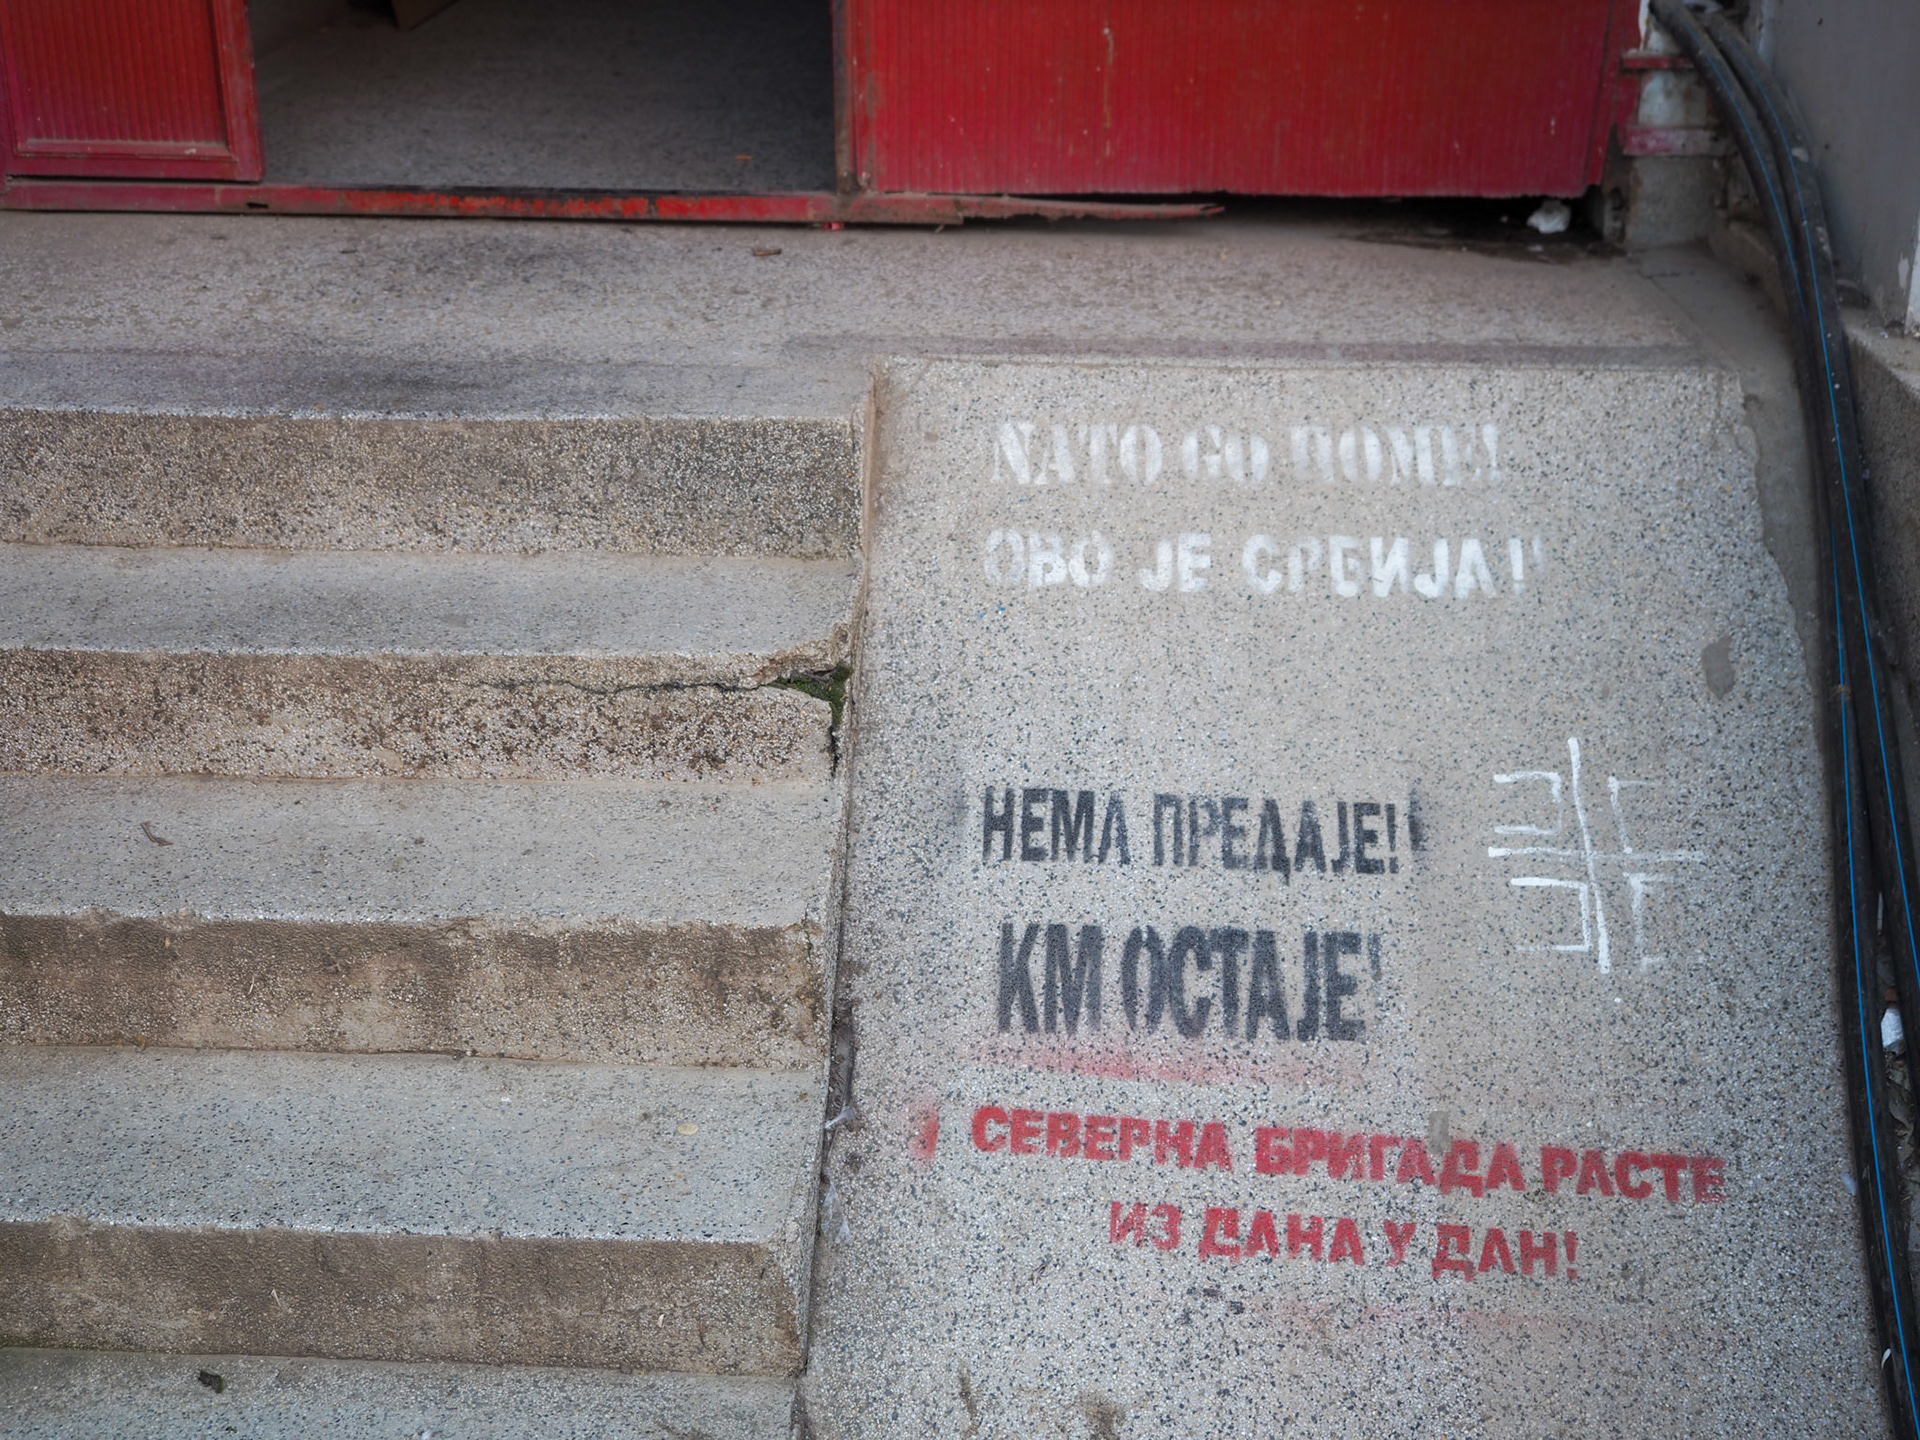 NATO GO HOME!
ОВО ЈЕ СРБИЈА!
НЕМА ПРЕДАЈЕ!
КМ ОСТАЈЕ!
СЕВЕРНА БРИГАДА РАСТЕ
ИЗ ДАНА У ДАН!